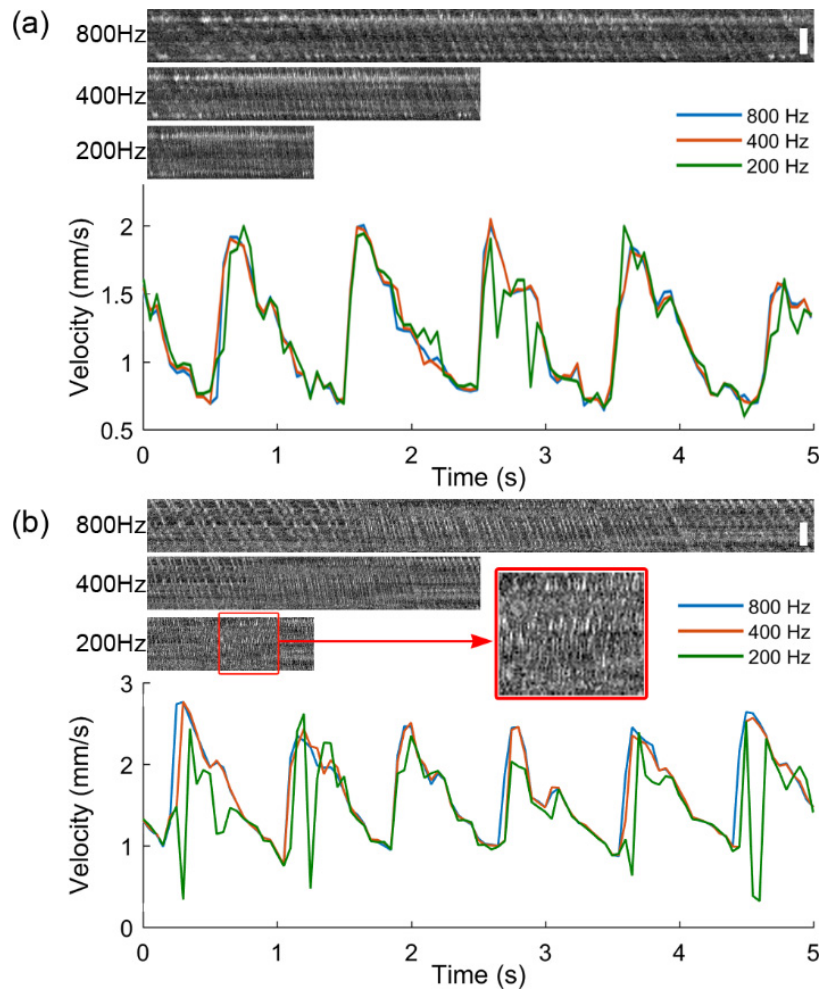 (a)
800Hz
400Hz
200Hz
800 Hz
400 Hz
200 Hz
Velocity (mm/s)
2
1.5
1
0.5
0 1 2 3 4 5
Time (s)
(b)
800Hz
400Hz
200Hz
800 Hz
400 Hz
200 Hz
Velocity (mm/s)
3
2
1
0
0 1 2 3 4 5
Time (s)